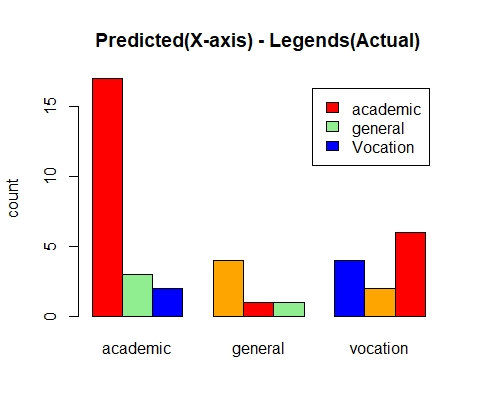 Predicted(X-axis) - Legends(Actual)
count
15
10
5
0
academic
general
Vocation
academic general vocation